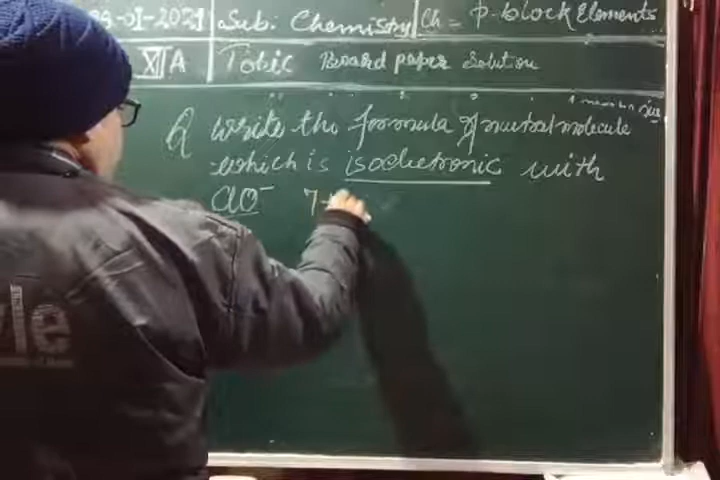 -01-2021 Sub: Chemistry Ch = p-block Elements
XII A Topic Board paper Solution
Q Write the formula of neutral molecule
which is isoelectronic with
ClO⁻ 7+
le